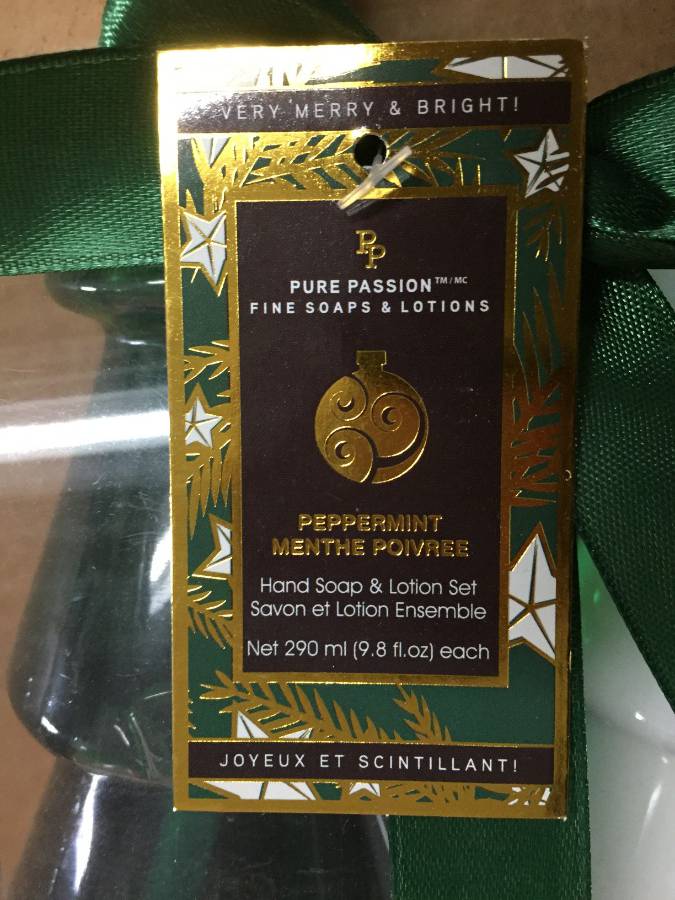 VERY MERRY & BRIGHT!
PP
PURE PASSION™/MC
FINE SOAPS & LOTIONS
PEPPERMINT
MENTHE POIVREE
Hand Soap & Lotion Set
Savon et Lotion Ensemble
Net 290 ml (9.8 fl.oz) each
JOYEUX ET SCINTILLANT!